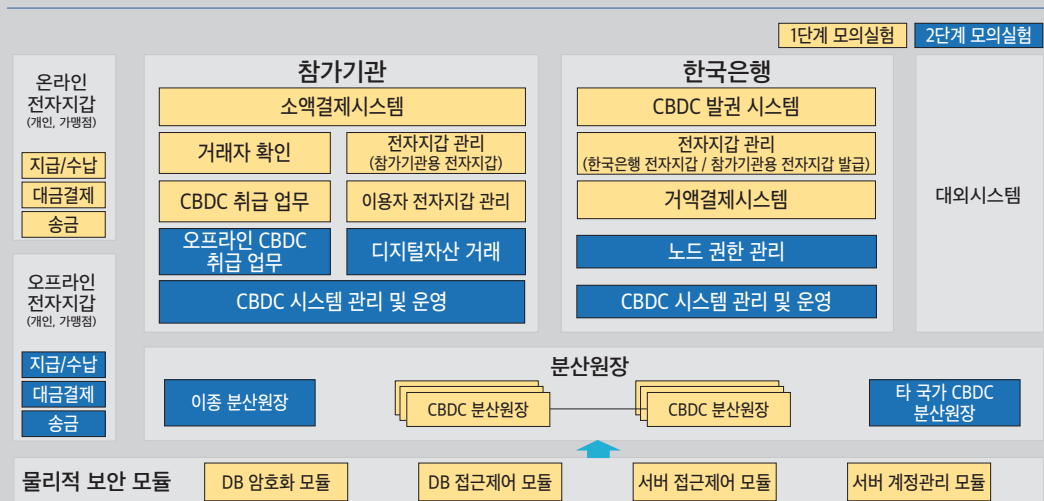 1단계 모의실험
2단계 모의실험
온라인
전자지갑
(개인, 가맹점)
지급/수납
대금결제
송금
오프라인
전자지갑
(개인, 가맹점)
지급/수납
대금결제
송금
참가기관
소액결제시스템
거래자 확인
전자지갑 관리
(참가기관용 전자지갑)
CBDC 취급 업무
이용자 전자지갑 관리
오프라인 CBDC
취급 업무
디지털자산 거래
CBDC 시스템 관리 및 운영
한국은행
CBDC 발권 시스템
전자지갑 관리
(한국은행 전자지갑 / 참가기관용 전자지갑 발급)
거액결제시스템
노드 권한 관리
CBDC 시스템 관리 및 운영
대외시스템
분산원장
이종 분산원장
CBDC 분산원장
CBDC 분산원장
타 국가 CBDC
분산원장
물리적 보안 모듈
DB 암호화 모듈
DB 접근제어 모듈
서버 접근제어 모듈
서버 계정관리 모듈